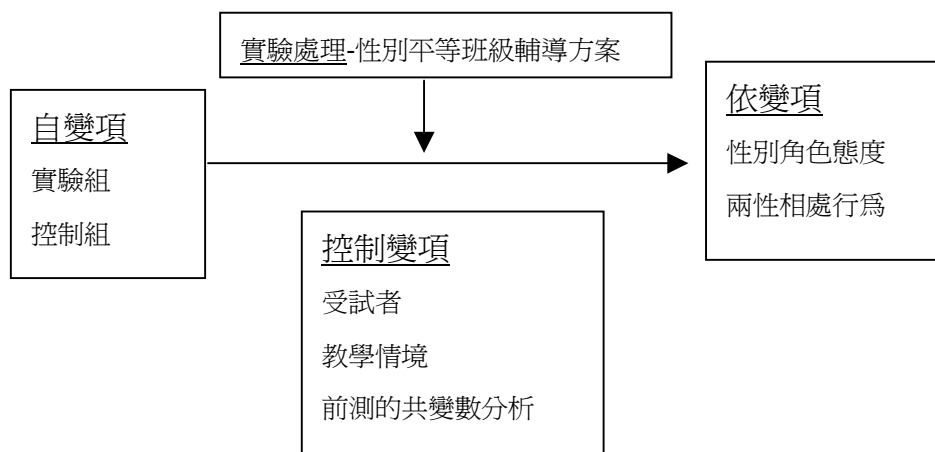 實驗處理-性別平等班級輔導方案
自變項
實驗組
控制組
依變項
性別角色態度
兩性相處行為
控制變項
受試者
教學情境
前測的共變數分析